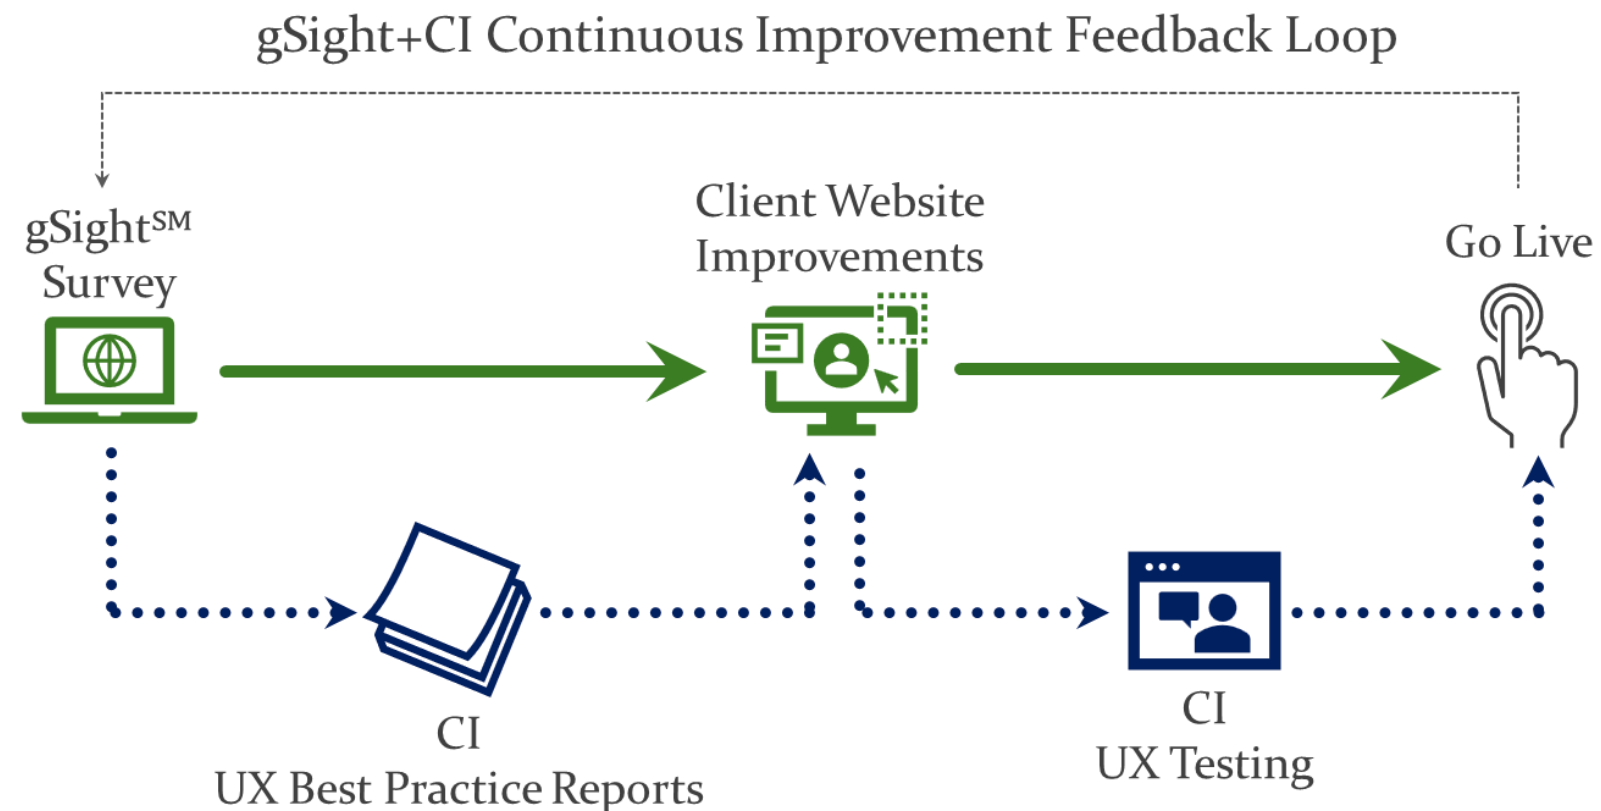 gSight+CI Continuous Improvement Feedback Loop
gSight℠
Survey
Client Website
Improvements
Go Live
CI
UX Best Practice Reports
CI
UX Testing